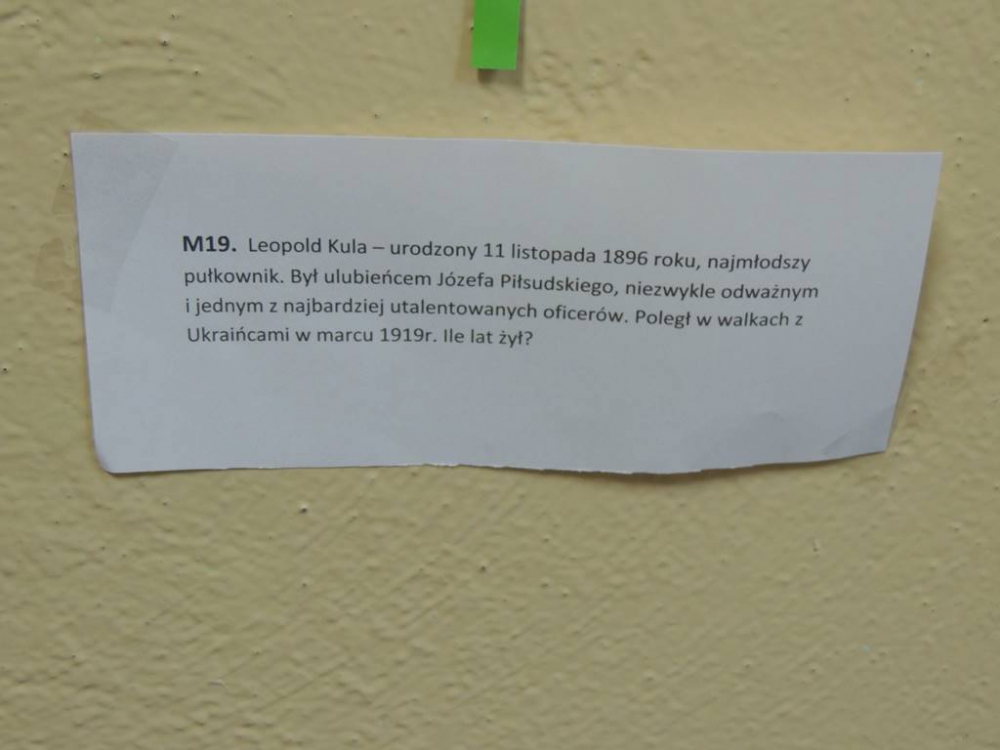 M19. Leopold Kula – urodzony 11 listopada 1896 roku, najmłodszy
pułkownik. Był ulubieńcem Józefa Piłsudskiego, niezwykle odważnym
i jednym z najbardziej utalentowanych oficerów. Poległ w walkach z
Ukraińcami w marcu 1919r. Ile lat żył?